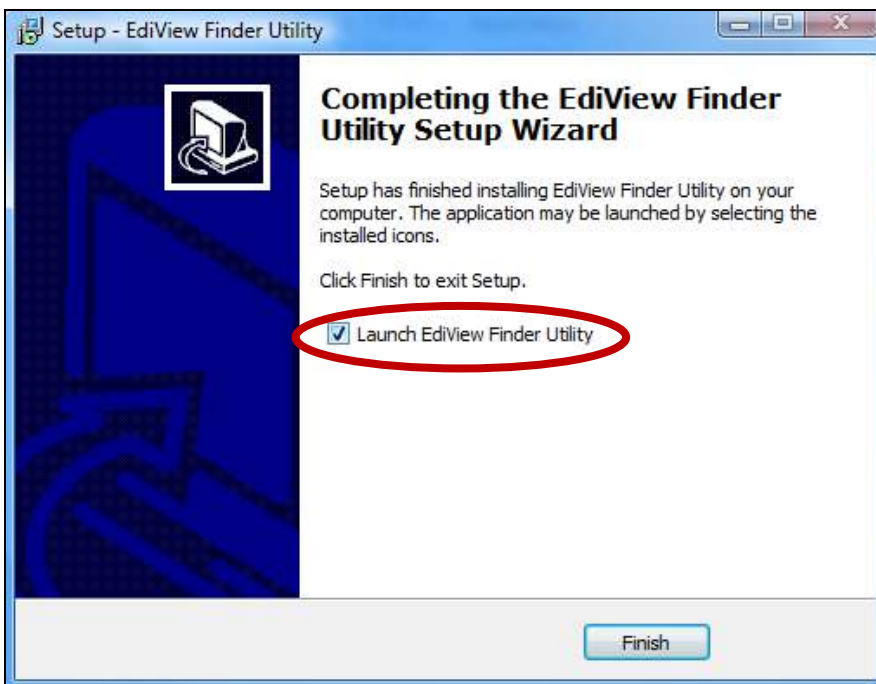 Setup - EdiView Finder Utility
Completing the EdiView Finder
Utility Setup Wizard
Setup has finished installing EdiView Finder Utility on your
computer. The application may be launched by selecting the
installed icons.
Click Finish to exit Setup.
Launch EdiView Finder Utility
Finish